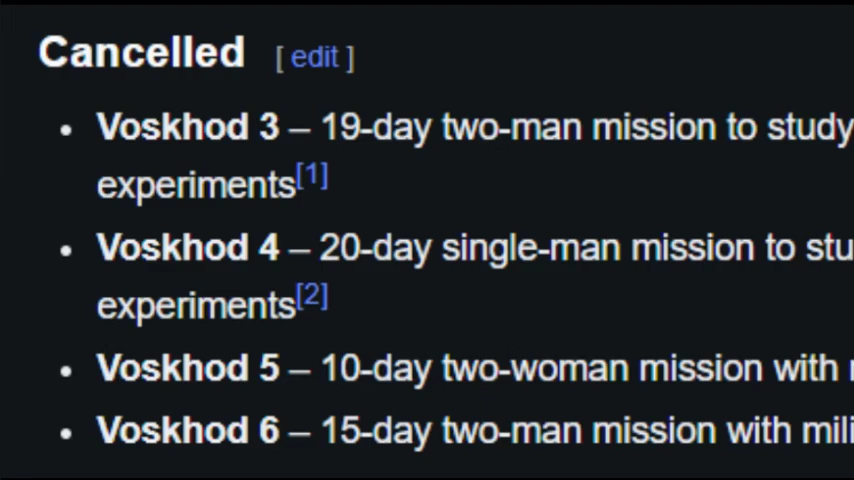 Cancelled [ edit ]
• Voskhod 3 – 19-day two-man mission to study
experiments[1]
• Voskhod 4 – 20-day single-man mission to stu
experiments[2]
• Voskhod 5 – 10-day two-woman mission with
• Voskhod 6 – 15-day two-man mission with mili